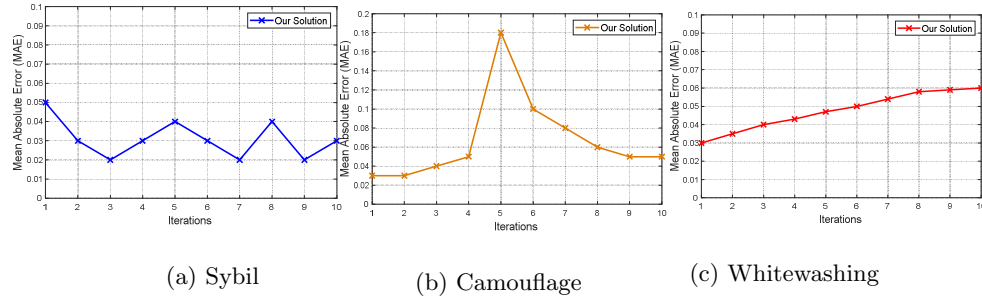 Mean Absolute Error (MAE)
0.1
0.09
0.08
0.07
0.06
0.05
0.04
0.03
0.02
0.01
0
Our Solution
1 2 3 4 5 6 7 8 9 10
Iterations
(a) Sybil
Mean Absolute Error (MAE)
0.2
0.18
0.16
0.14
0.12
0.1
0.08
0.06
0.04
0.02
Our Solution
1 2 3 4 5 6 7 8 9 10
Iterations
(b) Camouflage
Mean Absolute Error (MAE)
0.1
0.09
0.08
0.07
0.06
0.05
0.04
0.03
0.02
0.01
0
Our Solution
1 2 3 4 5 6 7 8 9 10
Iterations
(c) Whitewashing